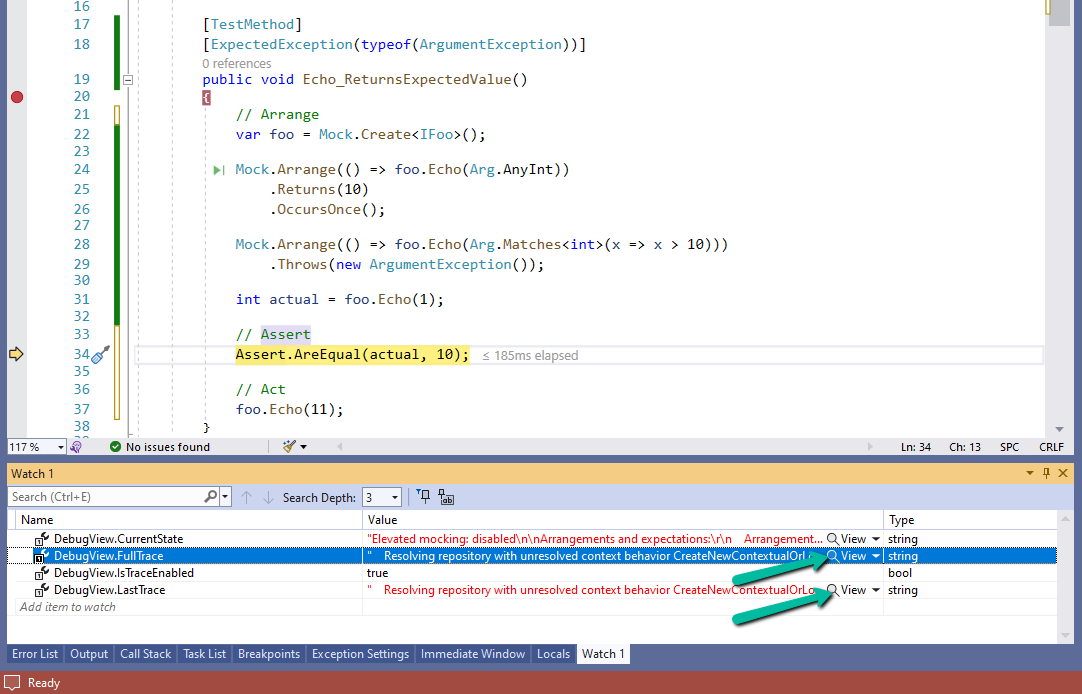 16
17 [TestMethod]
18 [ExpectedException(typeof(ArgumentException))]
0 references
19 public void Echo_ReturnsExpectedValue()
20 {
21 // Arrange
22 var foo = Mock.Create<IFoo>();
23
24 Mock.Arrange(() => foo.Echo(Arg.AnyInt))
25 .Returns(10)
26 .OccursOnce();
27
28 Mock.Arrange(() => foo.Echo(Arg.Matches<int>(x => x > 10)))
29 .Throws(new ArgumentException());
30
31 int actual = foo.Echo(1);
32
33 // Assert
34 Assert.AreEqual(actual, 10); ≤ 185ms elapsed
35
36 // Act
37 foo.Echo(11);
38 }
117 % No issues found Ln: 34 Ch: 13 SPC CRLF
Watch 1
Search (Ctrl+E) Search Depth: 3
Name Value Type
DebugView.CurrentState "Elevated mocking: disabled\n\nArrangements and expectations:\r\n Arrangement... View string
DebugView.FullTrace " Resolving repository with unresolved context behavior CreateNewContextualOrLo View string
DebugView.IsTraceEnabled true bool
DebugView.LastTrace " Resolving repository with unresolved context behavior CreateNewContextualOrLo View string
Add item to watch
Error List Output Call Stack Task List Breakpoints Exception Settings Immediate Window Locals Watch 1
Ready